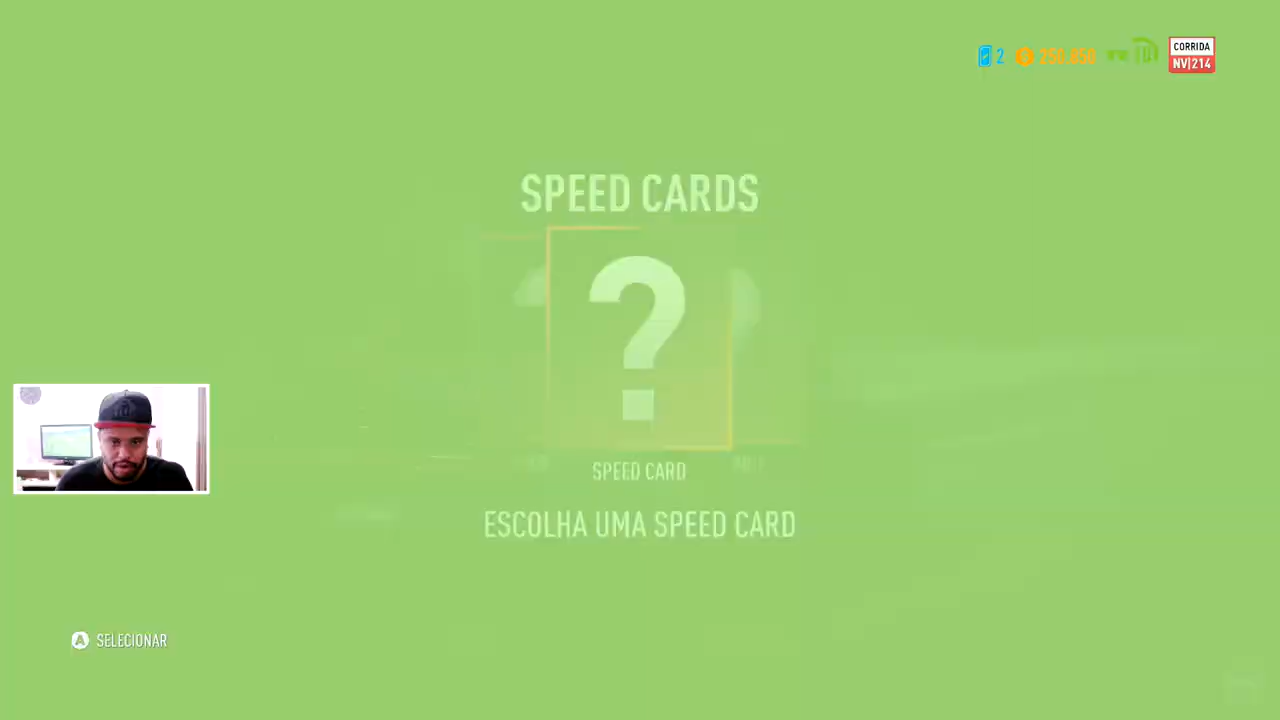 2 250.850
CORRIDA
NV|214
SPEED CARDS
?
SPEED CARD
ESCOLHA UMA SPEED CARD
A SELECIONAR